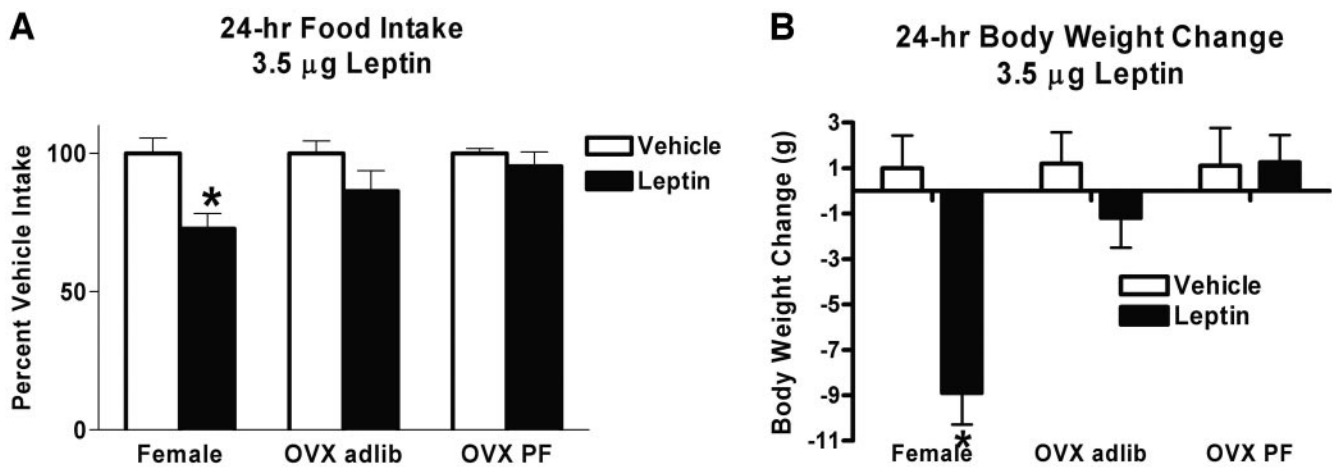 A
24-hr Food Intake
3.5 μg Leptin
Percent Vehicle Intake
100
50
0
*
Vehicle
Leptin
Female
OVX adlib
OVX PF
B
24-hr Body Weight Change
3.5 μg Leptin
Body Weight Change (g)
3
1
-1
-3
-5
-7
-9
-11
Vehicle
Leptin
*
Female
OVX adlib
OVX PF